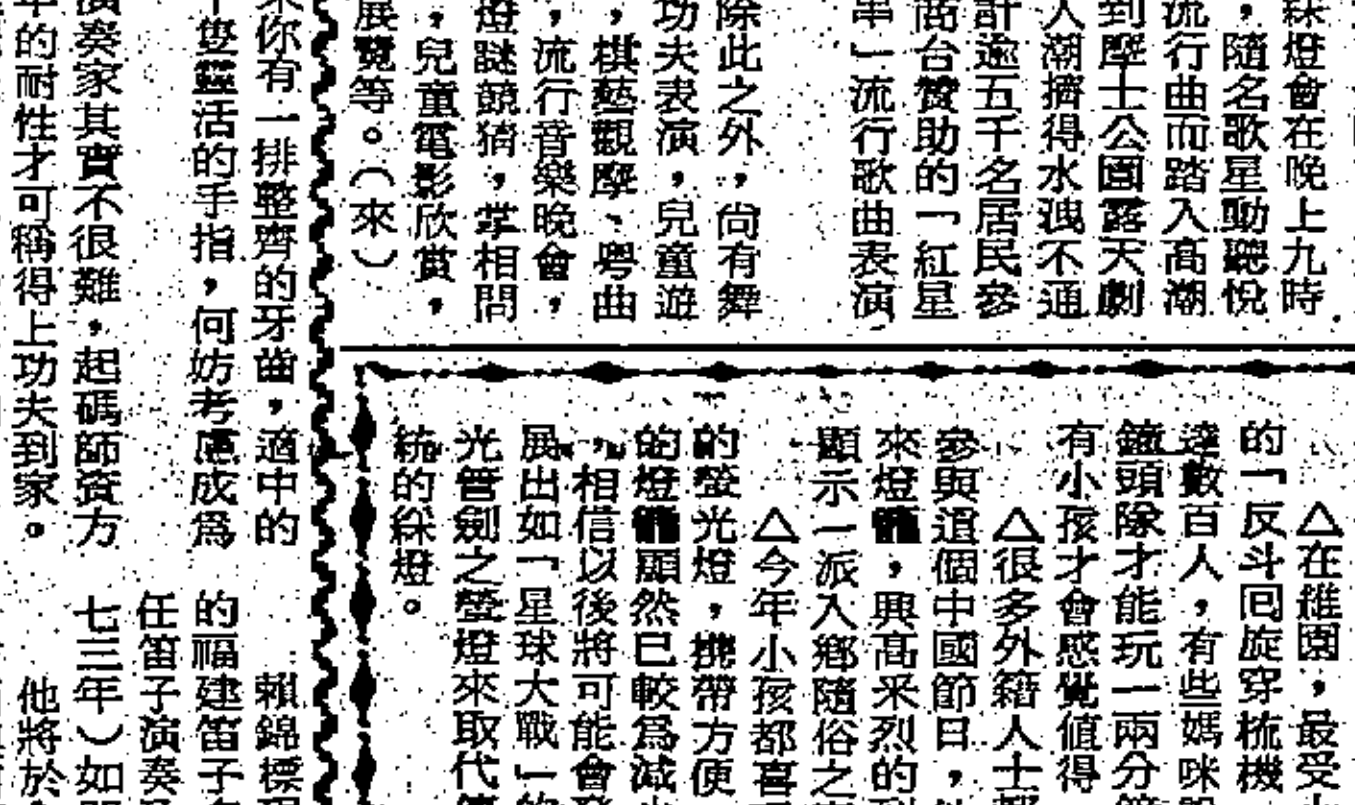 綵燈會在晚上九時
，隨名歌星動聽悅
流行曲而踏入高潮
到摩士公園露天劇
人潮擠得水洩不通
計逾五千名居民參
商台贊助的「紅星
串」流行歌曲表演
除此之外，尚有舞
功夫表演，兒童遊
，棋藝觀摩、粤曲
，流行音樂晚會，
燈謎競猜，掌相問
，兒童電影欣賞，
展覽等。（來）
△在維園，最受
的「反斗囘旋穿梳機
達數百人，有些媽咪
鐘頭隊才能玩一兩分
有小孩才會感覺值得
△很多外籍人士都
參與這個中國節日，
來燈籠，興高采烈的
顯示一派入鄉隨俗之
△今年小孩都喜
的螢光燈，携帶方便
的燈籠顯然已較爲減
，相信以後將可能會發
展出如「星球大戰」的
光管劍之螢燈來取代
統的綵燈。
你有一排整齊的牙齒，適中的
隻靈活的手指，何妨考慮成爲
演奏家其實不很難，起碼師資方
年的耐性才可稱得上功夫到家。
賴錦標
的福建笛子
任笛子演奏
七三年）如
他將於